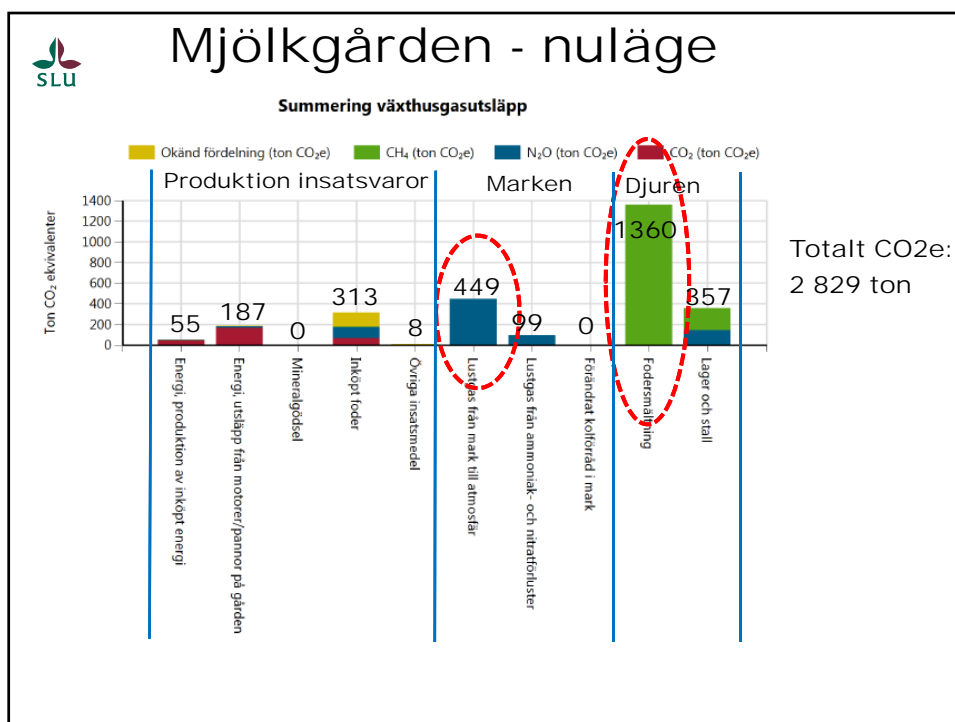 SLU
Mjölkgården - nuläge
Summering växthusgasutsläpp
Okänd fördelning (ton CO₂e) CH₄ (ton CO₂e) N₂O (ton CO₂e) CO₂ (ton CO₂e)
Produktion insatsvaror Marken Djuren
Ton CO₂ ekvivalenter
1400
1200
1000
800
600
400
200
0
55
187
0
313
8
449
99
0
1360
357
Totalt CO2e:
2 829 ton
Energi, produktion av inköpt energi
Energi, utsläpp från motorer/pannor på gården
Mineralgödsel
Inköpt foder
Övriga insatsmedel
Lustgas från mark till atmosfär
Lustgas från ammoniak- och nitratförluster
Förändrat kolförråd i mark
Fodersmältning
Lager och stall